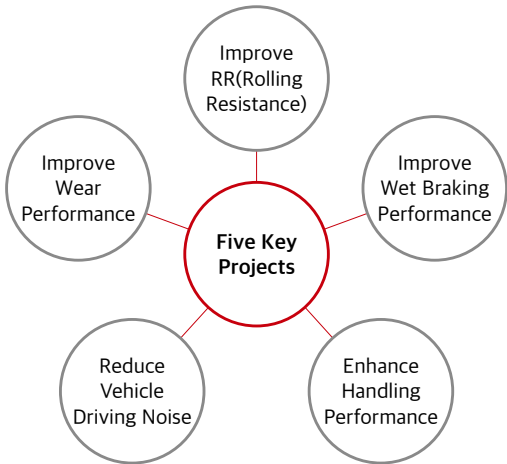 Improve
RR(Rolling
Resistance)
Improve
Wear
Performance
Improve
Wet Braking
Performance
Five Key
Projects
Reduce
Vehicle
Driving Noise
Enhance
Handling
Performance